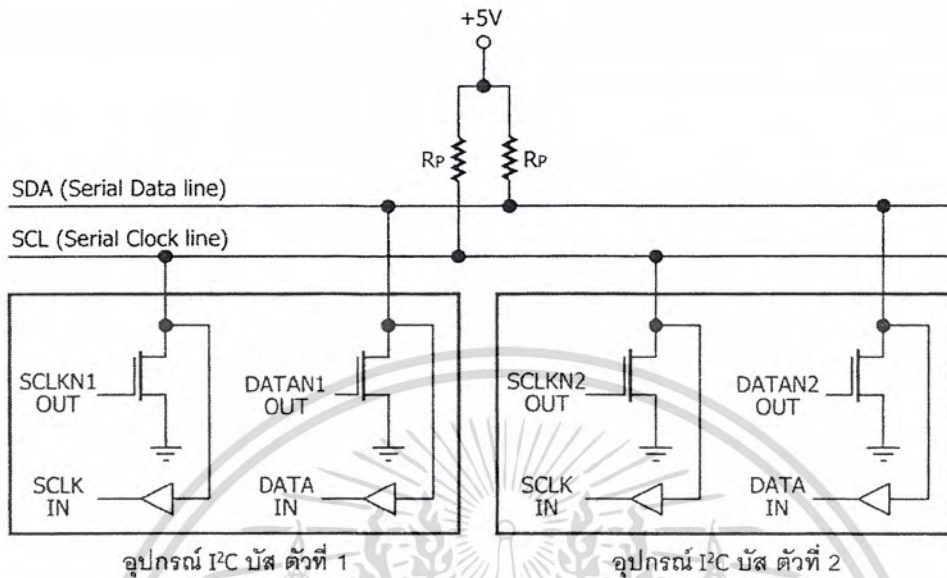 +5V
RP RP
SDA (Serial Data line)
SCL (Serial Clock line)
SCLKN1 OUT
DATAN1 OUT
SCLKN2 OUT
DATAN2 OUT
SCLK IN
DATA IN
SCLK IN
DATA IN
อุปกรณ์ I²C บัส ตัวที่ 1
อุปกรณ์ I²C บัส ตัวที่ 2